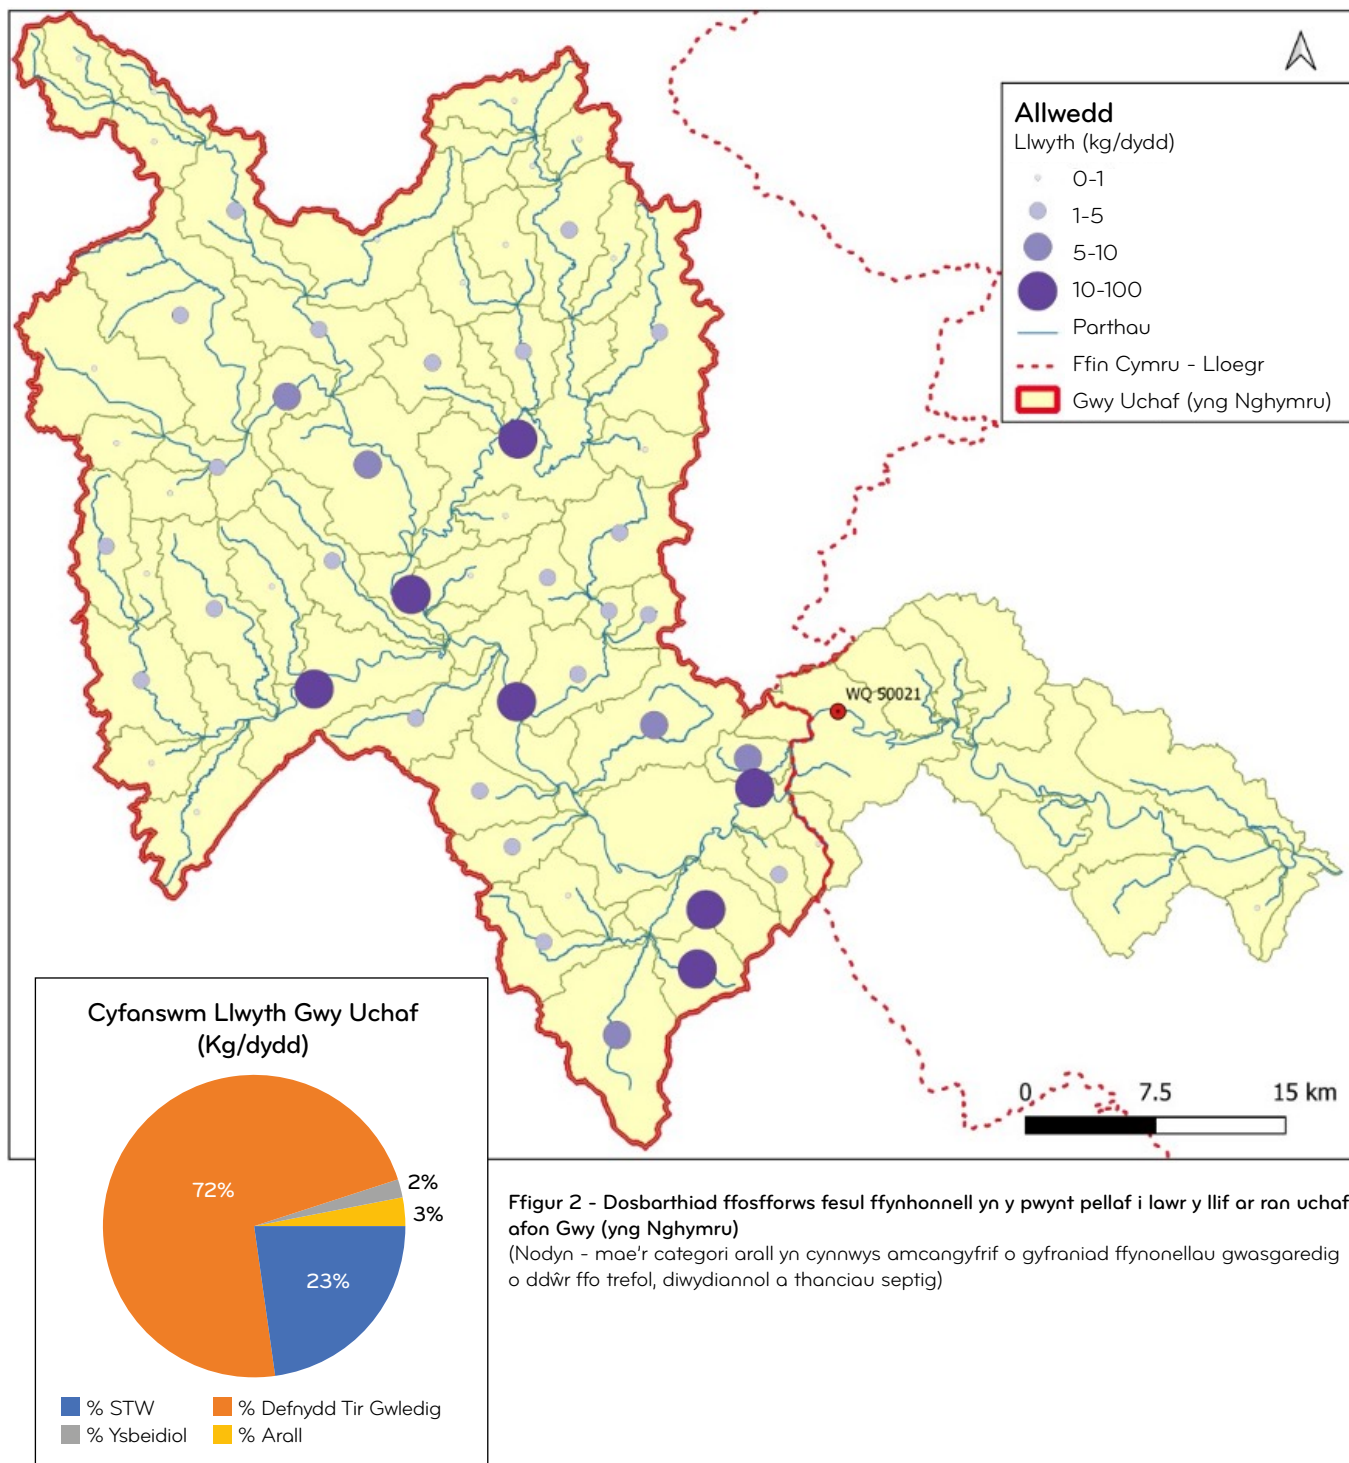 Allwedd
Llwyth (kg/dydd)
0-1
1-5
5-10
10-100
Parthau
Ffin Cymru - Lloegr
Gwy Uchaf (yng Nghymru)
WQ 50021
0 7.5 15 km
Cyfanswm Llwyth Gwy Uchaf
(Kg/dydd)
72%
2%
3%
23%
% STW % Defnydd Tir Gwledig
% Ysbeidiol % Arall
Ffigur 2 - Dosbarthiad ffosfforws fesul ffynhonnell yn y pwynt pellaf i lawr y llif ar ran uchaf
afon Gwy (yng Nghymru)
(Nodyn - mae'r categori arall yn cynnwys amcangyfrif o gyfraniad ffynonellau gwasgaredig
o ddŵr ffo trefol, diwydiannol a thanciau septig)